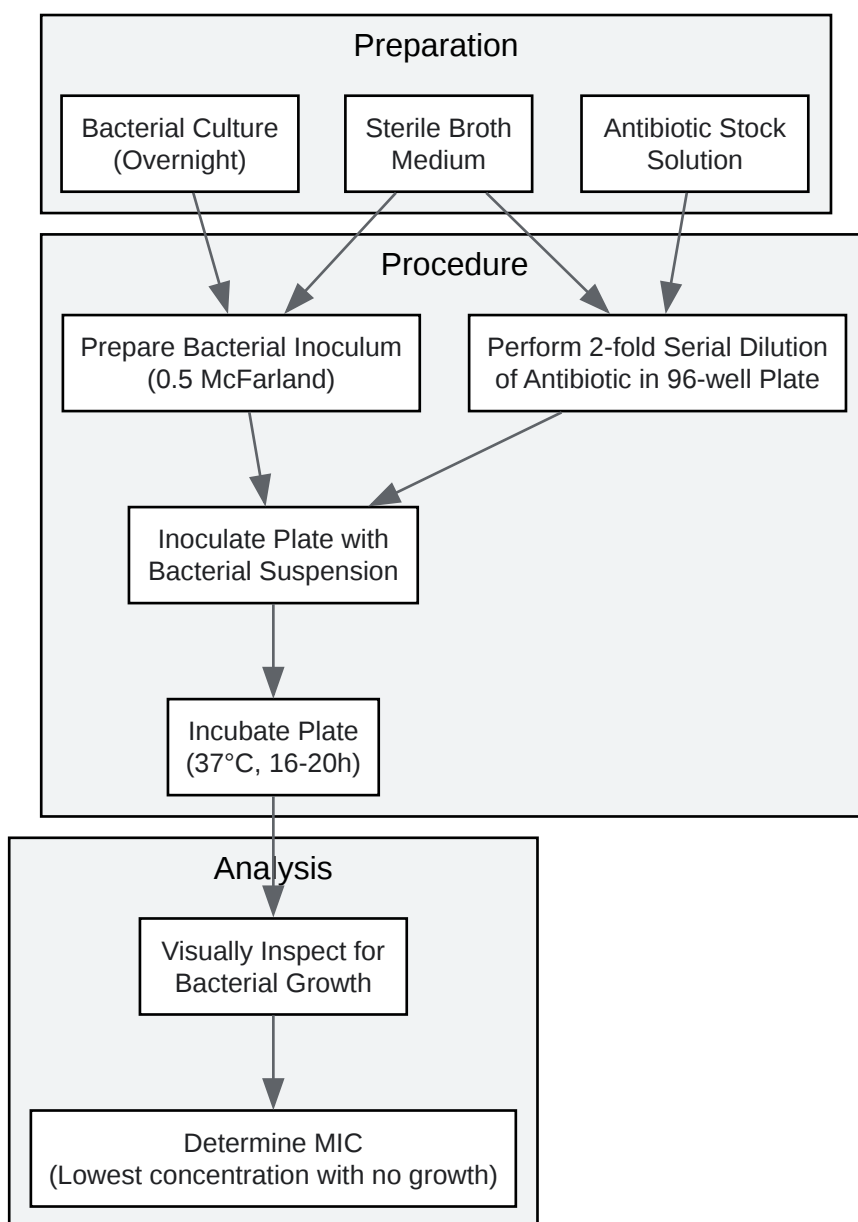 Preparation
Bacterial Culture
(Overnight)
Sterile Broth
Medium
Antibiotic Stock
Solution
Procedure
Prepare Bacterial Inoculum
(0.5 McFarland)
Perform 2-fold Serial Dilution
of Antibiotic in 96-well Plate
Inoculate Plate with
Bacterial Suspension
Incubate Plate
(37°C, 16-20h)
Analysis
Visually Inspect for
Bacterial Growth
Determine MIC
(Lowest concentration with no growth)